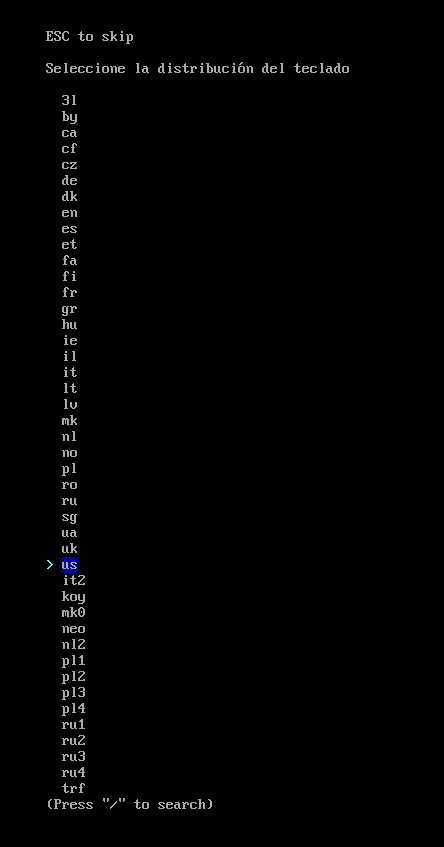 ESC to skip
Seleccione la distribución del teclado
3l
by
ca
cf
cz
de
dk
en
es
et
fa
fi
fr
gr
hu
ie
il
it
lt
lv
mk
nl
no
pl
ro
ru
sg
ua
uk
> us
it2
koy
mk0
neo
nl2
pl1
pl2
pl3
pl4
ru1
ru2
ru3
ru4
trf
(Press "/" to search)